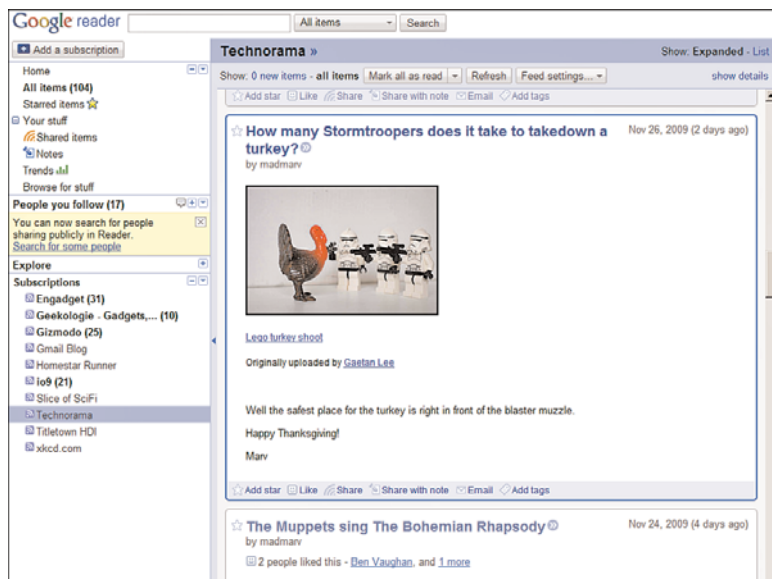 Google reader
All items
Search
Add a subscription
Technorama »
Show: Expanded - List
Home
All items (104)
Starred items
Your stuff
Shared items
Notes
Trends
Browse for stuff
People you follow (17)
You can now search for people
sharing publicly in Reader.
Search for some people
Explore
Subscriptions
Engadget (31)
Geekologie - Gadgets,... (10)
Gizmodo (25)
Gmail Blog
Homestar Runner
io9 (21)
Slice of SciFi
Technorama
Titletown HDI
xkcd.com
Show: 0 new items - all items
Mark all as read
Refresh
Feed settings...
show details
Add star Like Share Share with note Email Add tags
How many Stormtroopers does it take to takedown a
turkey?
Nov 26, 2009 (2 days ago)
by madmarv
Lego turkey shoot
Originally uploaded by Gaetan Lee
Well the safest place for the turkey is right in front of the blaster muzzle.
Happy Thanksgiving!
Marv
Add star Like Share Share with note Email Add tags
The Muppets sing The Bohemian Rhapsody
Nov 24, 2009 (4 days ago)
by madmarv
2 people liked this - Ben Vaughan, and 1 more